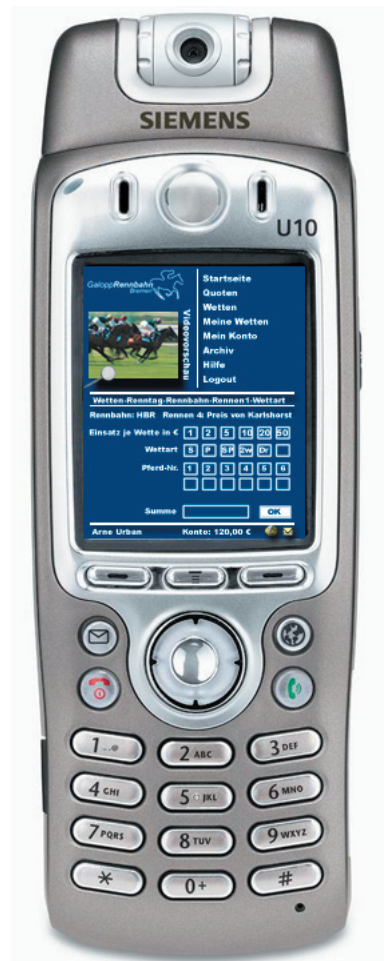 SIEMENS
U10
GaloppRennbahn
Bremen
Videovorschau
Startseite
Quoten
Wetten
Meine Wetten
Mein Konto
Archiv
Hilfe
Logout
Wetten-Renntag-Rennbahn-Rennen1-Wettart
Rennbahn: HBR Rennen 4: Preis von Karlshorst
Einsatz je Wette in € 1 2 5 10 20 50
Wettart S P SP 2w Dr
Pferd-Nr. 1 2 3 4 5 6
Summe OK
Arne Urban Konto: 120,00 €
1 2 ABC 3 DEF
4 GHI 5 JKL 6 MNO
7 PQRS 8 TUV 9 WXYZ
* 0+ #